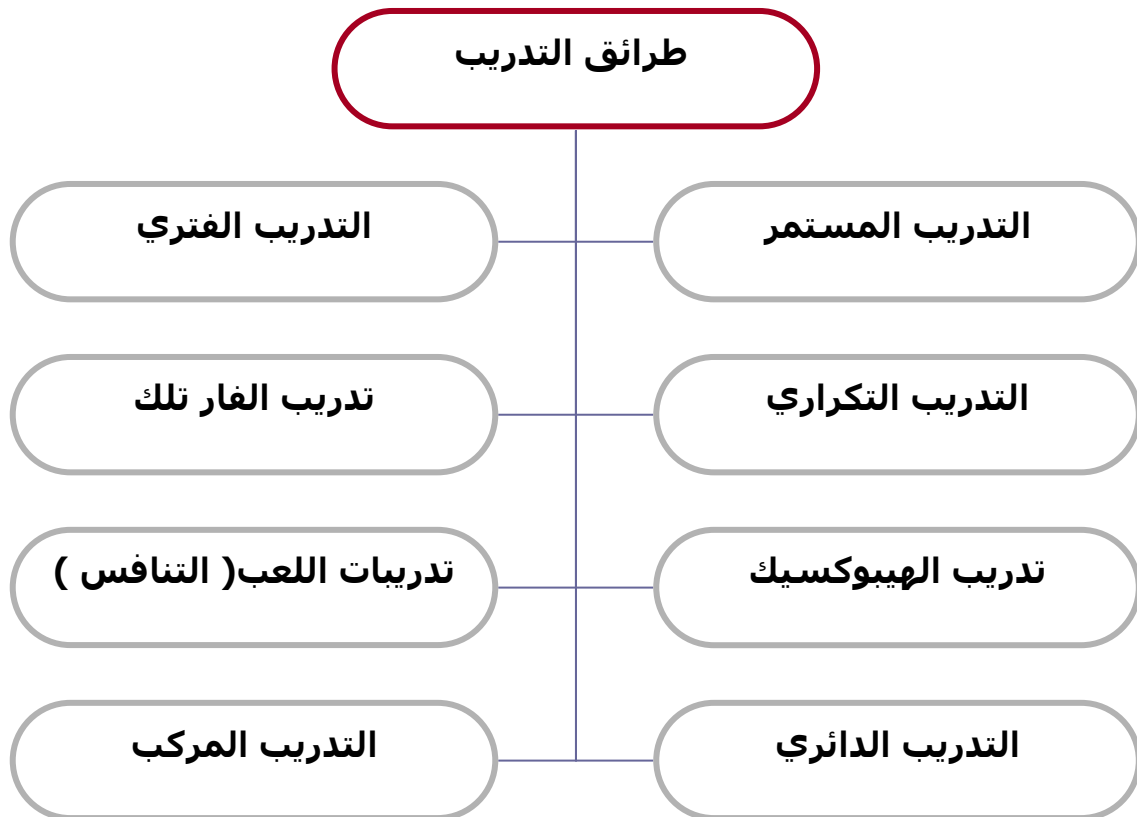 طرائق التدريب
التدريب المستمر
التدريب الفتري
التدريب التكراري
تدريب الفار تلك
تدريب الهيبوكسيك
تدريبات اللعب( التنافس )
التدريب الدائري
التدريب المركب